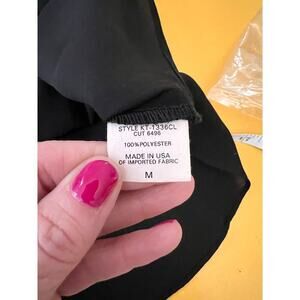 STYLE KT-1336CL
CUT 6496
100% POLYESTER
MADE IN USA
OF IMPORTED FABRIC
M